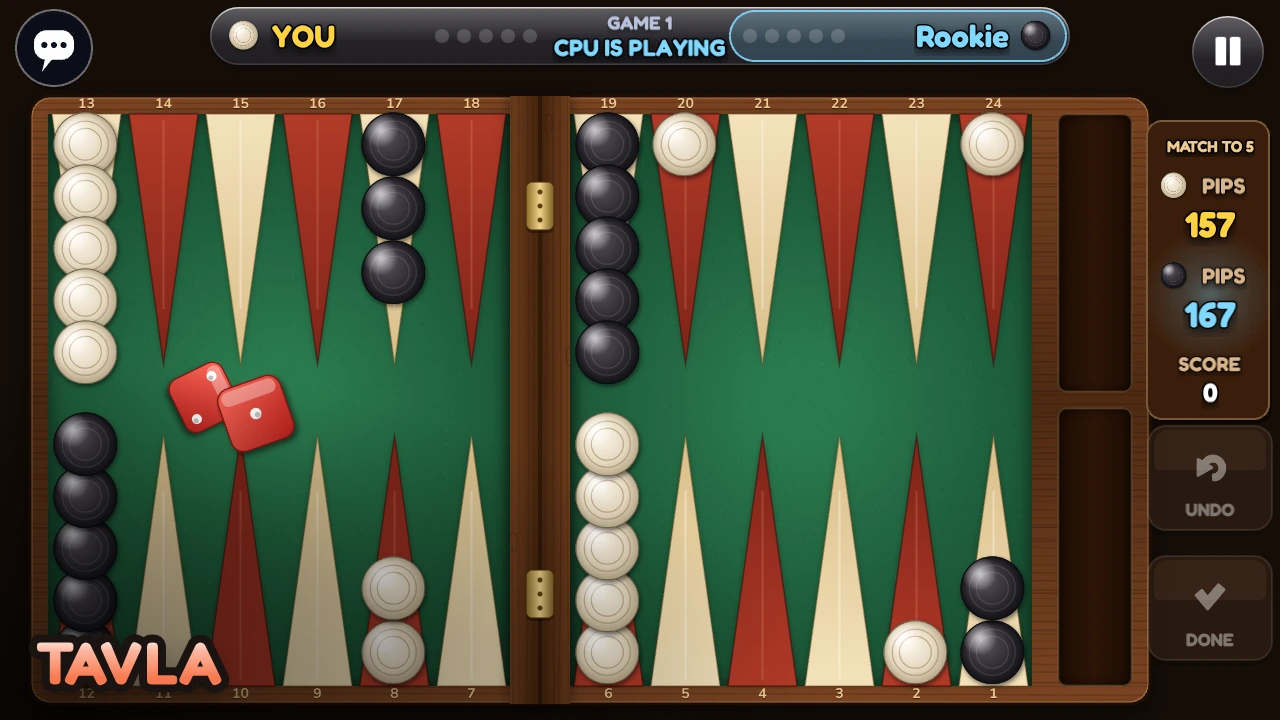 YOU
GAME 1
CPU IS PLAYING
Rookie
13 14 15 16 17 18 19 20 21 22 23 24
MATCH TO 5
PIPS
157
PIPS
167
SCORE
0
UNDO
DONE
TAVLA
12 11 10 9 8 7 6 5 4 3 2 1